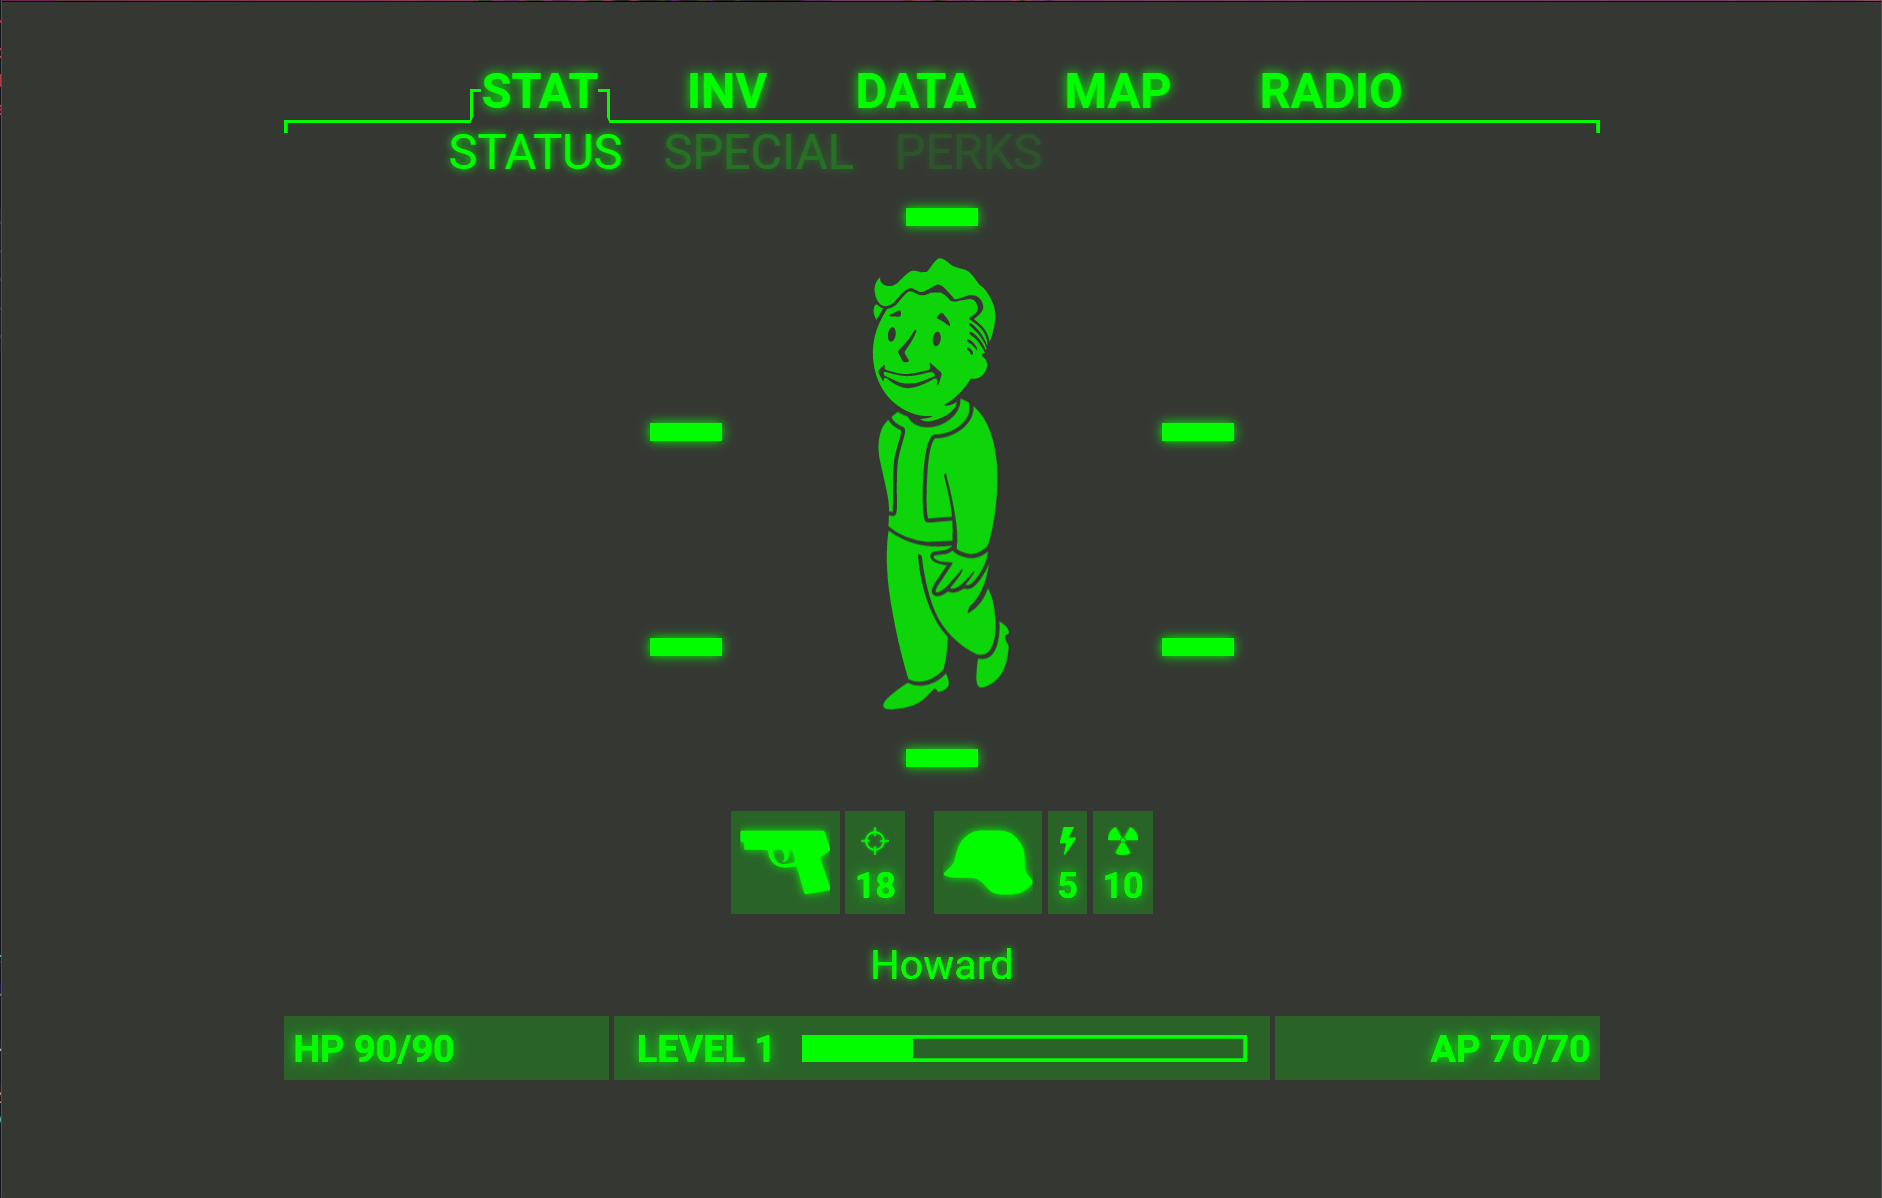 STAT INV DATA MAP RADIO
STATUS SPECIAL PERKS
18 5 10
Howard
HP 90/90 LEVEL 1 AP 70/70